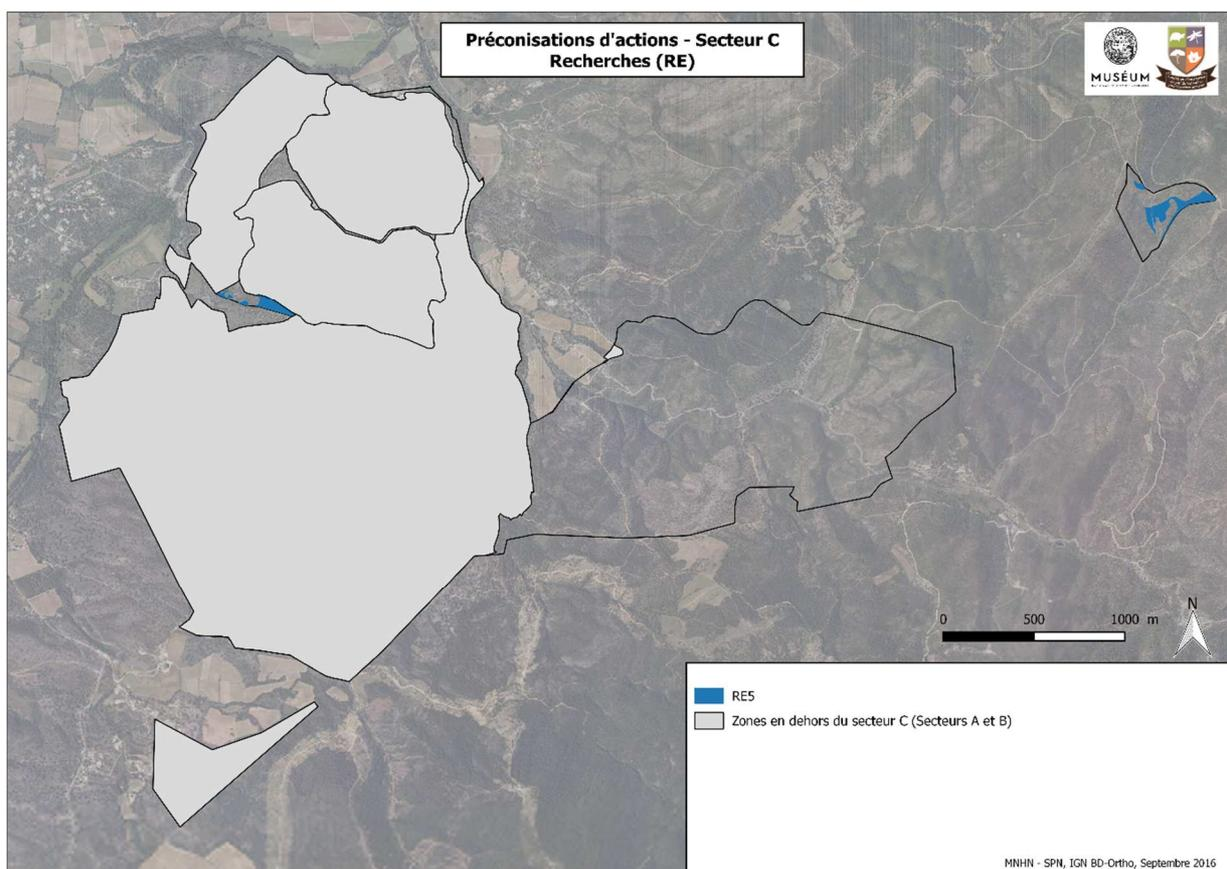 Préconisations d'actions - Secteur C
Recherches (RE)
MUSÉUM
N
0 500 1000 m
RE5
Zones en dehors du secteur C (Secteurs A et B)
MNHN - SPN, IGN BD-Ortho, Septembre 2016